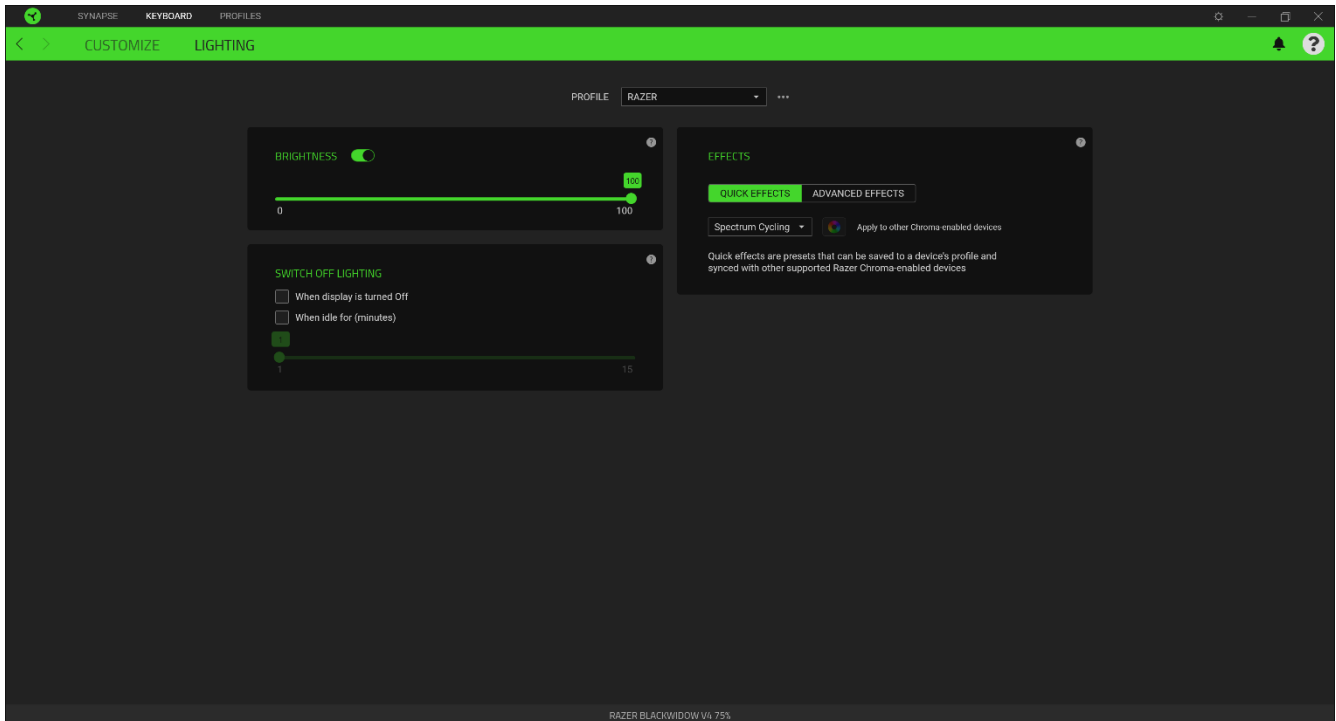 SYNAPSE KEYBOARD PROFILES
CUSTOMIZE LIGHTING
?
PROFILE RAZER
BRIGHTNESS
?
100
0 100
SWITCH OFF LIGHTING
?
When display is turned Off
When idle for (minutes)
1
1 15
EFFECTS
?
QUICK EFFECTS ADVANCED EFFECTS
Spectrum Cycling Apply to other Chroma-enabled devices
Quick effects are presets that can be saved to a device's profile and
synced with other supported Razer Chroma-enabled devices
RAZER BLACKWIDOW V4 75%